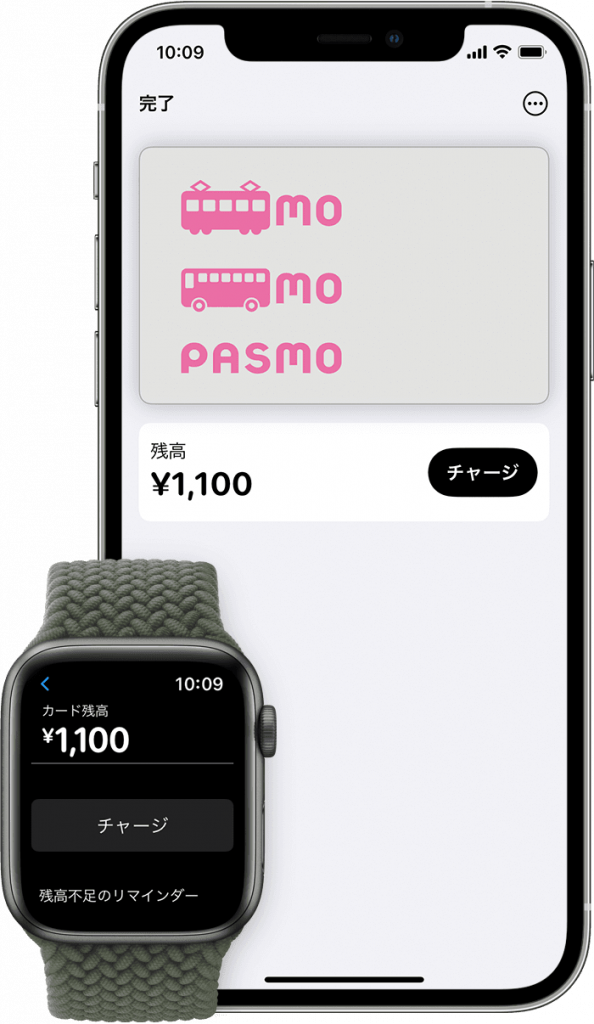 10:09
完了
mo
mo
PASMO
残高
¥1,100
チャージ
10:09
カード残高
¥1,100
チャージ
残高不足のリマインダー